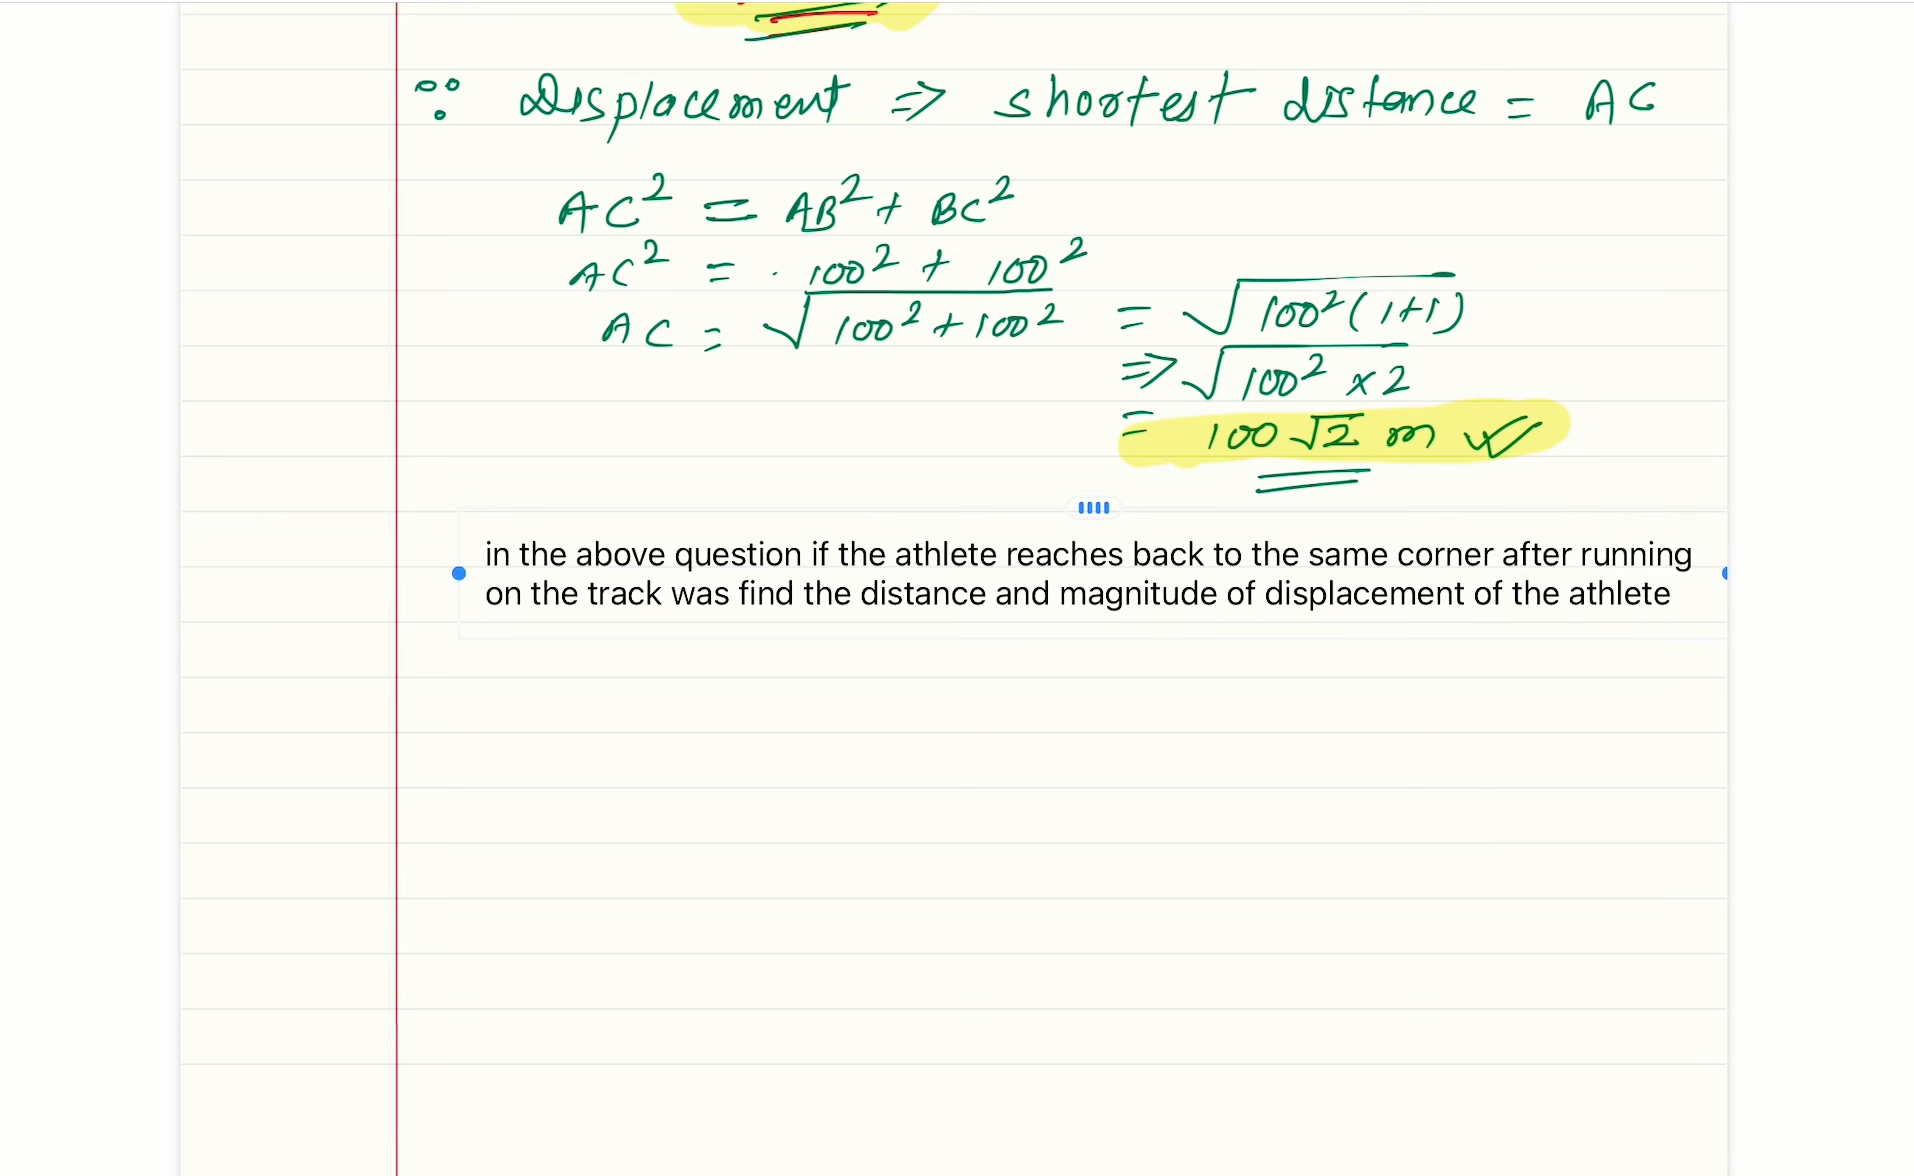 ∵ Displacement ⇒ shortest distance = AC
AC² = AB² + BC²
AC² = 100² + 100²
AC = √100² + 100² = √100² (1+1)
⇒ √100² × 2
= 100 √2 m ✓
in the above question if the athlete reaches back to the same corner after running
on the track was find the distance and magnitude of displacement of the athlete